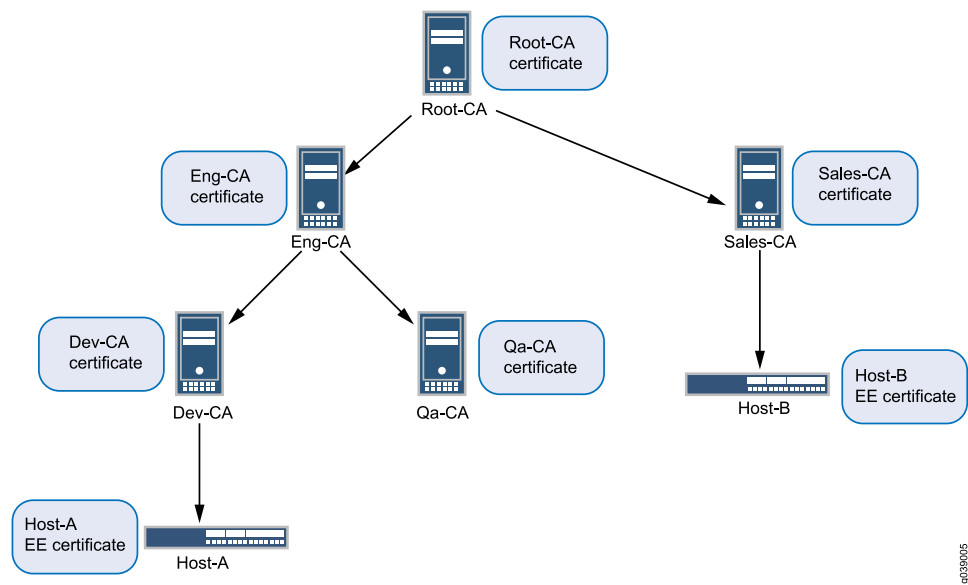 Root-CA
certificate
Root-CA
Eng-CA
certificate
Eng-CA
Sales-CA
certificate
Sales-CA
Dev-CA
certificate
Dev-CA
Qa-CA
certificate
Qa-CA
Host-B
EE certificate
Host-B
Host-A
EE certificate
Host-A
g039005